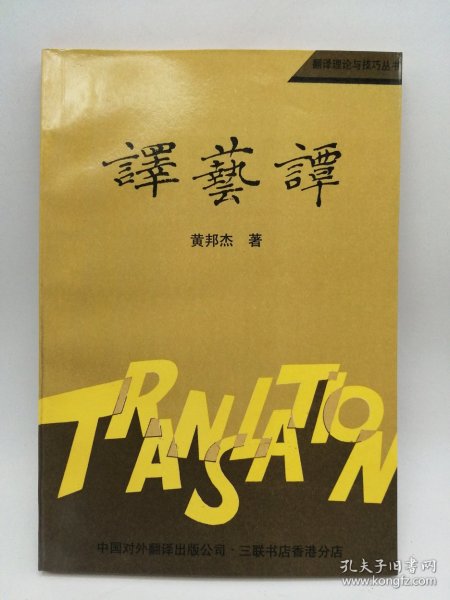 翻译理论与技巧丛书
譯藝譚
黄邦杰 著
TRANSLATION
中国对外翻译出版公司·三联书店香港分店
孔夫子旧书网
www.kongfz.com